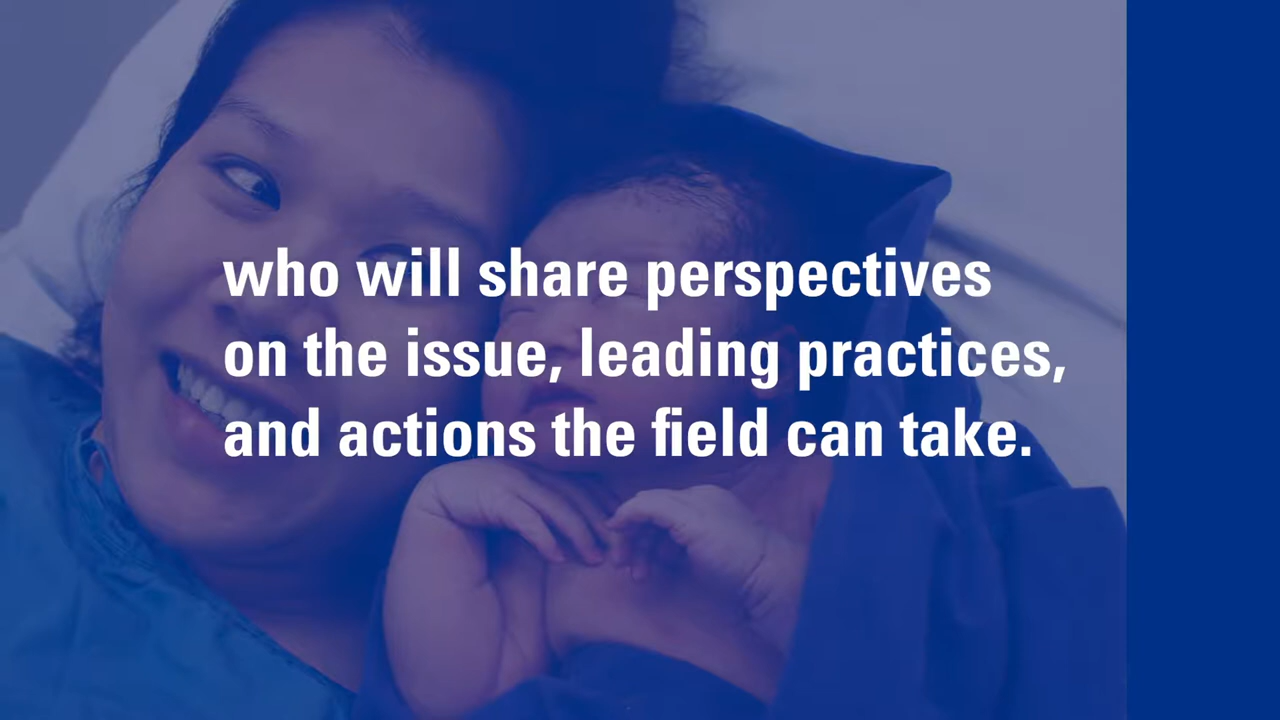 who will share perspectives
on the issue, leading practices,
and actions the field can take.